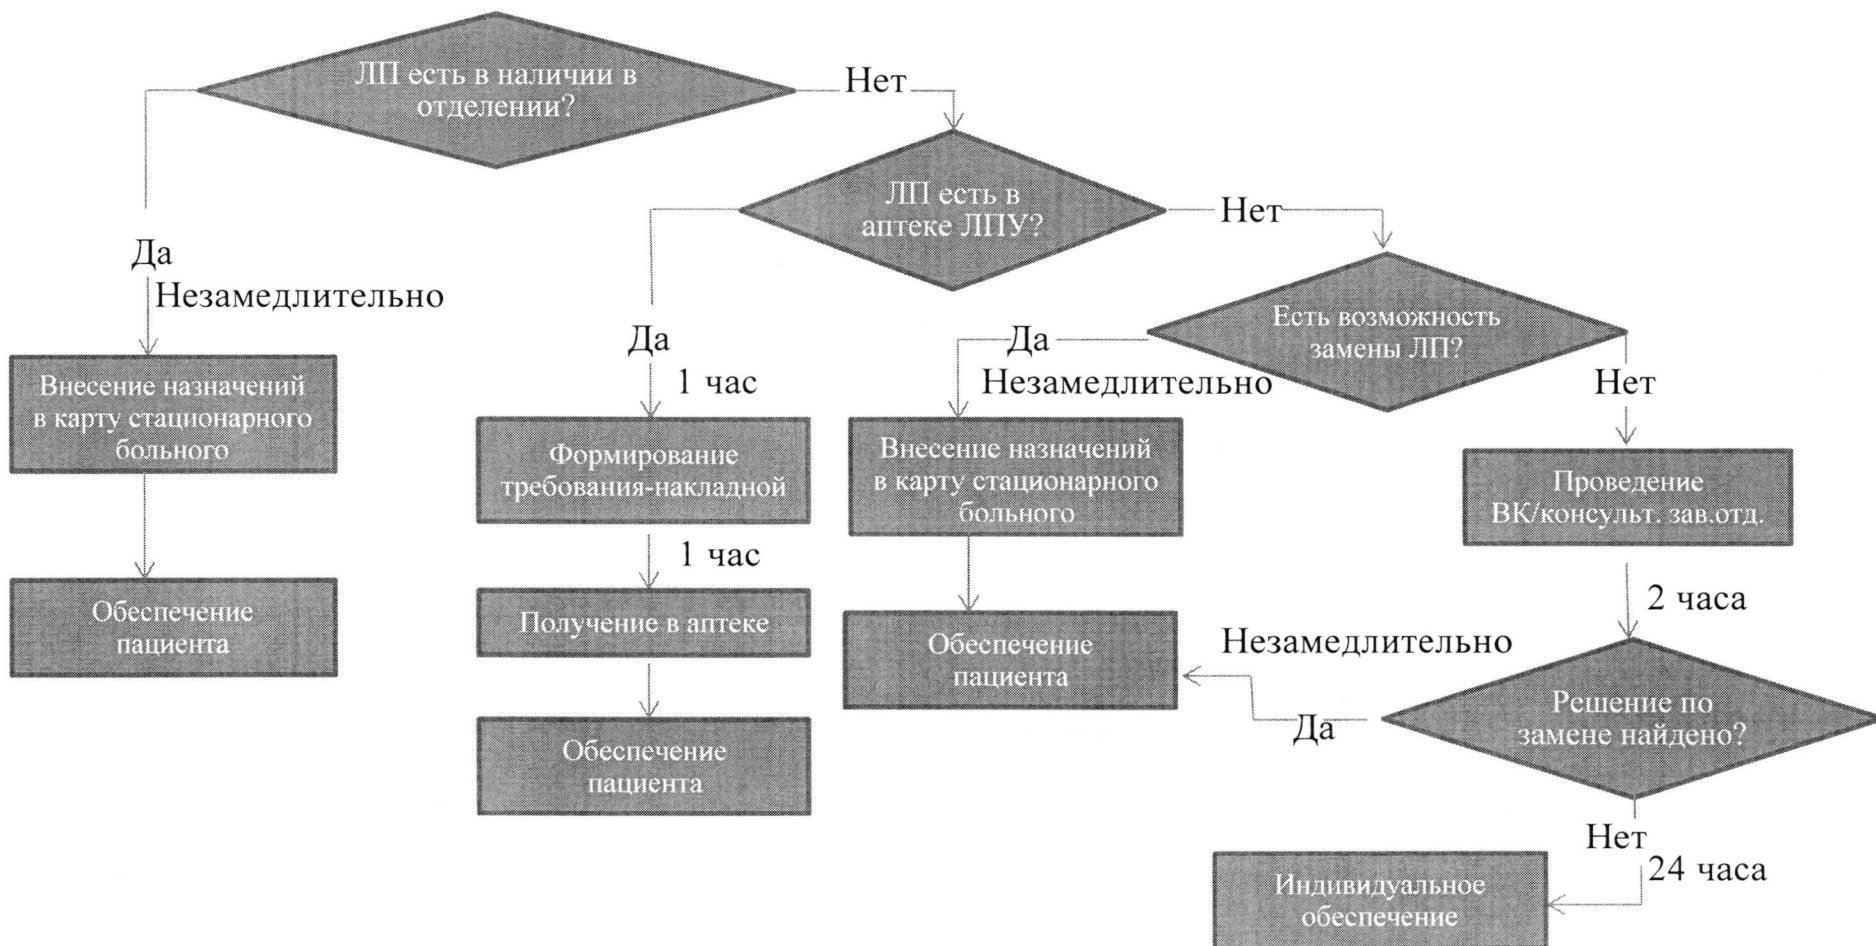 ЛП есть в наличии в
отделении?
Нет
ЛП есть в
аптеке ЛПУ?
Нет
Да
Незамедлительно
Есть возможность
замены ЛП?
Да
1 час
Да
Незамедлительно
Нет
Внесение назначений
в карту стационарного
больного
Формирование
требования-накладной
Внесение назначений
в карту стационарного
больного
Проведение
ВК/консульт. зав.отд.
1 час
2 часа
Обеспечение
пациента
Получение в аптеке
Обеспечение
пациента
Незамедлительно
Да
Решение по
замене найдено?
Обеспечение
пациента
Нет
24 часа
Индивидуальное
обеспечение